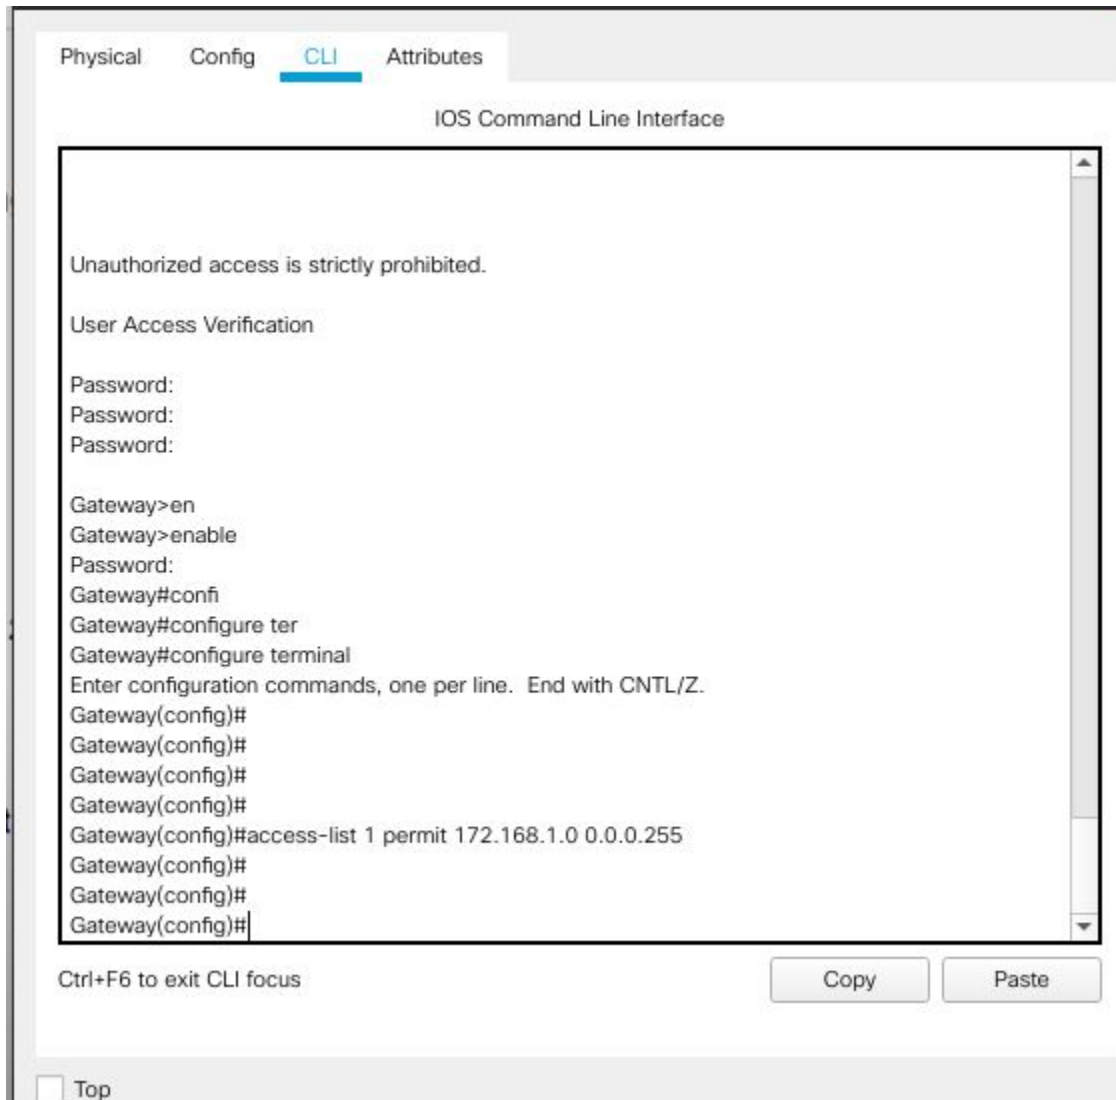 Physical Config CLI Attributes
IOS Command Line Interface
Unauthorized access is strictly prohibited.
User Access Verification
Password:
Password:
Password:
Gateway>en
Gateway>enable
Password:
Gateway#confi
Gateway#configure ter
Gateway#configure terminal
Enter configuration commands, one per line.  End with CNTL/Z.
Gateway(config)#
Gateway(config)#
Gateway(config)#
Gateway(config)#
Gateway(config)#access-list 1 permit 172.168.1.0 0.0.0.255
Gateway(config)#
Gateway(config)#
Gateway(config)#
Ctrl+F6 to exit CLI focus Copy Paste
Top